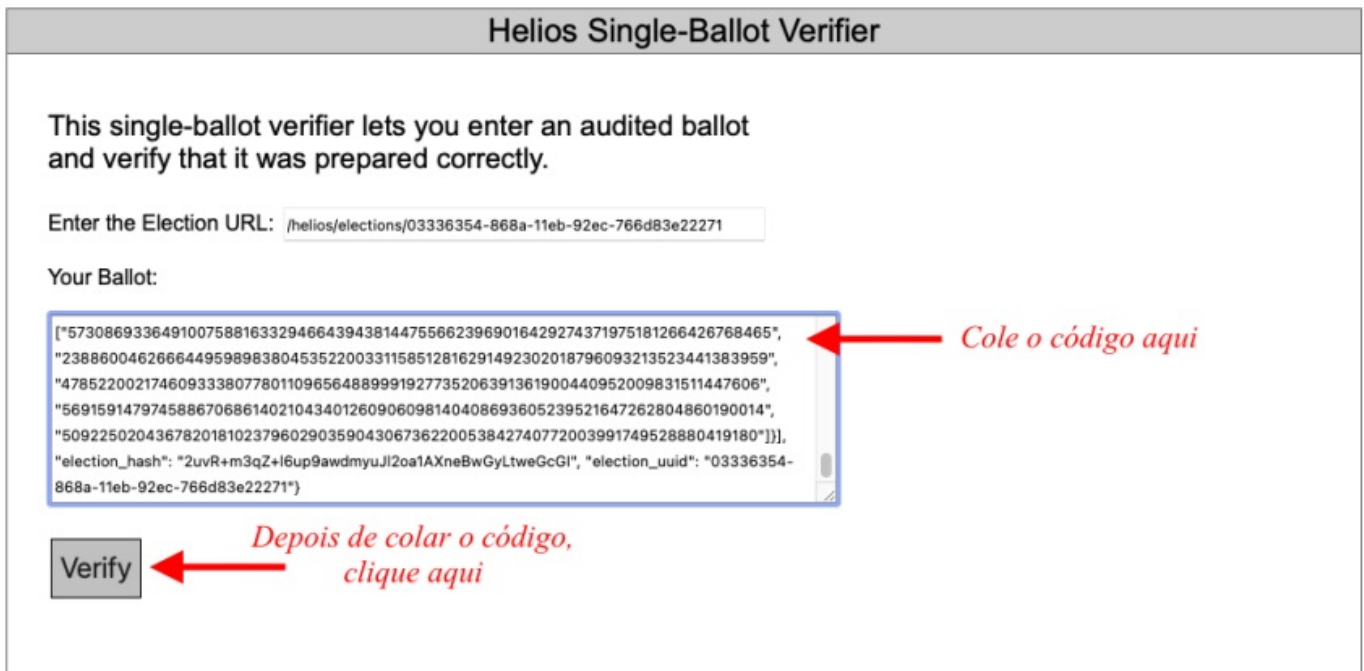 Helios Single-Ballot Verifier
This single-ballot verifier lets you enter an audited ballot
and verify that it was prepared correctly.
Enter the Election URL: /helios/elections/03336354-868a-11eb-92ec-766d83e22271
Your Ballot:
["57308693364910075881633294664394381447556623969016429274371975181266426768465",
"23886004626664495989838045352200331158512816291492302018796093213523441383959",
"47852200217460933380778011096564889991927735206391361900440952009831511447606",
"56915914797458867068614021043401260906098140408693605239521647262804860190014",
"50922502043678201810237960290359043067362200538427407720039917495288804191​80"]}],
"election_hash": "2uvR+m3qZ+I6up9awdmyuJI2oa1AXneBwGyLtweGcGI", "election_uuid": "03336354-
868a-11eb-92ec-766d83e22271"}
Cole o código aqui
Verify
Depois de colar o código,
clique aqui